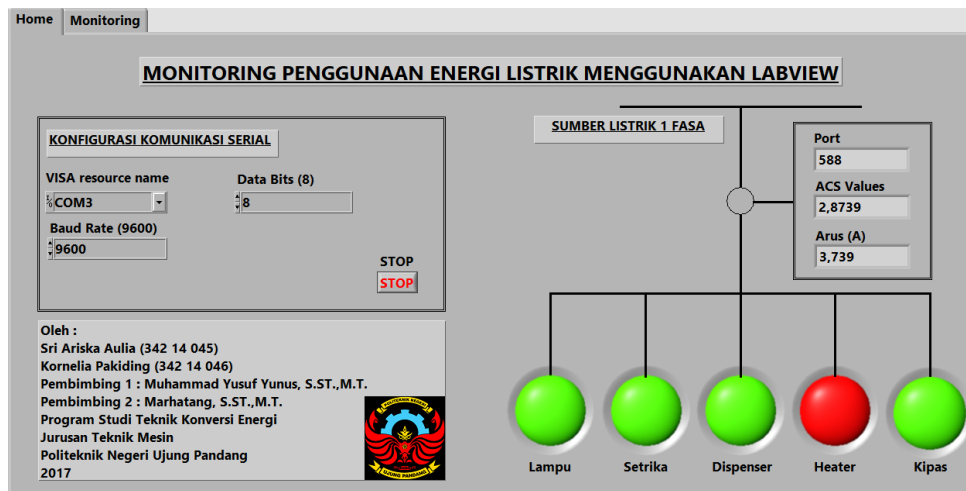 Home
Monitoring
MONITORING PENGGUNAAN ENERGI LISTRIK MENGGUNAKAN LABVIEW
KONFIGURASI KOMUNIKASI SERIAL
VISA resource name
COM3
Data Bits (8)
8
Baud Rate (9600)
9600
STOP
STOP
SUMBER LISTRIK 1 FASA
Port
588
ACS Values
2,8739
Arus (A)
3,739
Oleh :
Sri Ariska Aulia (342 14 045)
Kornelia Pakiding (342 14 046)
Pembimbing 1 : Muhammad Yusuf Yunus, S.ST.,M.T.
Pembimbing 2 : Marhatang, S.ST.,M.T.
Program Studi Teknik Konversi Energi
Jurusan Teknik Mesin
Politeknik Negeri Ujung Pandang
2017
POLITEKNIK NEGERI
UJUNG PANDANG
Lampu
Setrika
Dispenser
Heater
Kipas